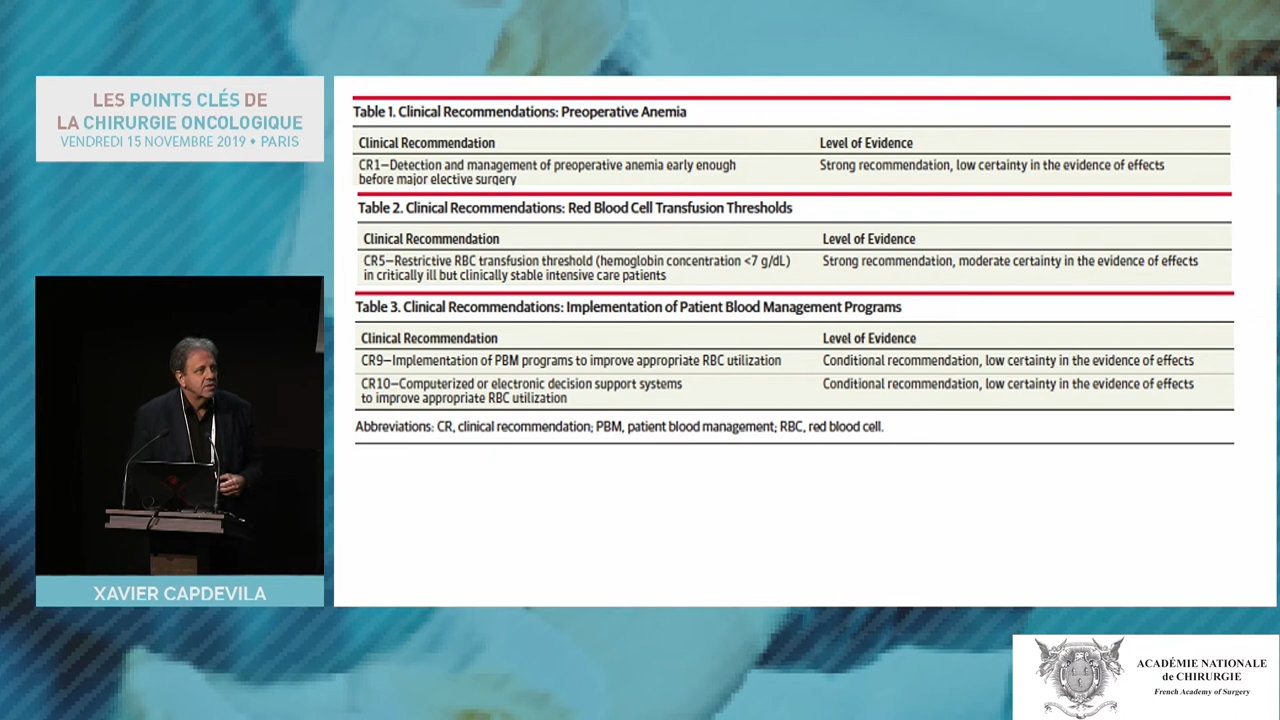 LES POINTS CLÉS DE
LA CHIRURGIE ONCOLOGIQUE
VENDREDI 15 NOVEMBRE 2019 • PARIS
Table 1. Clinical Recommendations: Preoperative Anemia
Clinical Recommendation Level of Evidence
CR1—Detection and management of preoperative anemia early enough Strong recommendation, low certainty in the evidence of effects
before major elective surgery
Table 2. Clinical Recommendations: Red Blood Cell Transfusion Thresholds
Clinical Recommendation Level of Evidence
CR5—Restrictive RBC transfusion threshold (hemoglobin concentration <7 g/dL) Strong recommendation, moderate certainty in the evidence of effects
in critically ill but clinically stable intensive care patients
Table 3. Clinical Recommendations: Implementation of Patient Blood Management Programs
Clinical Recommendation Level of Evidence
CR9—Implementation of PBM programs to improve appropriate RBC utilization Conditional recommendation, low certainty in the evidence of effects
CR10—Computerized or electronic decision support systems Conditional recommendation, low certainty in the evidence of effects
to improve appropriate RBC utilization
Abbreviations: CR, clinical recommendation; PBM, patient blood management; RBC, red blood cell.
XAVIER CAPDEVILA
ACADÉMIE NATIONALE
de CHIRURGIE
French Academy of Surgery